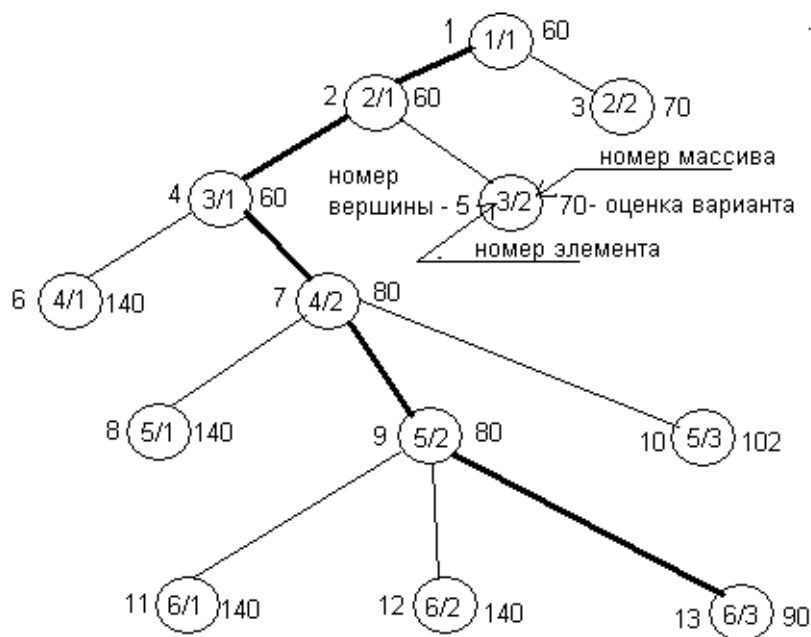 1 1/1 60
2 2/1 60
3 2/2 70
4 3/1 60
номер массива
номер
вершины - 5 3/2 70- оценка варианта
номер элемента
6 4/1 140
7 4/2 80
8 5/1 140
9 5/2 80
10 5/3 102
11 6/1 140
12 6/2 140
13 6/3 90